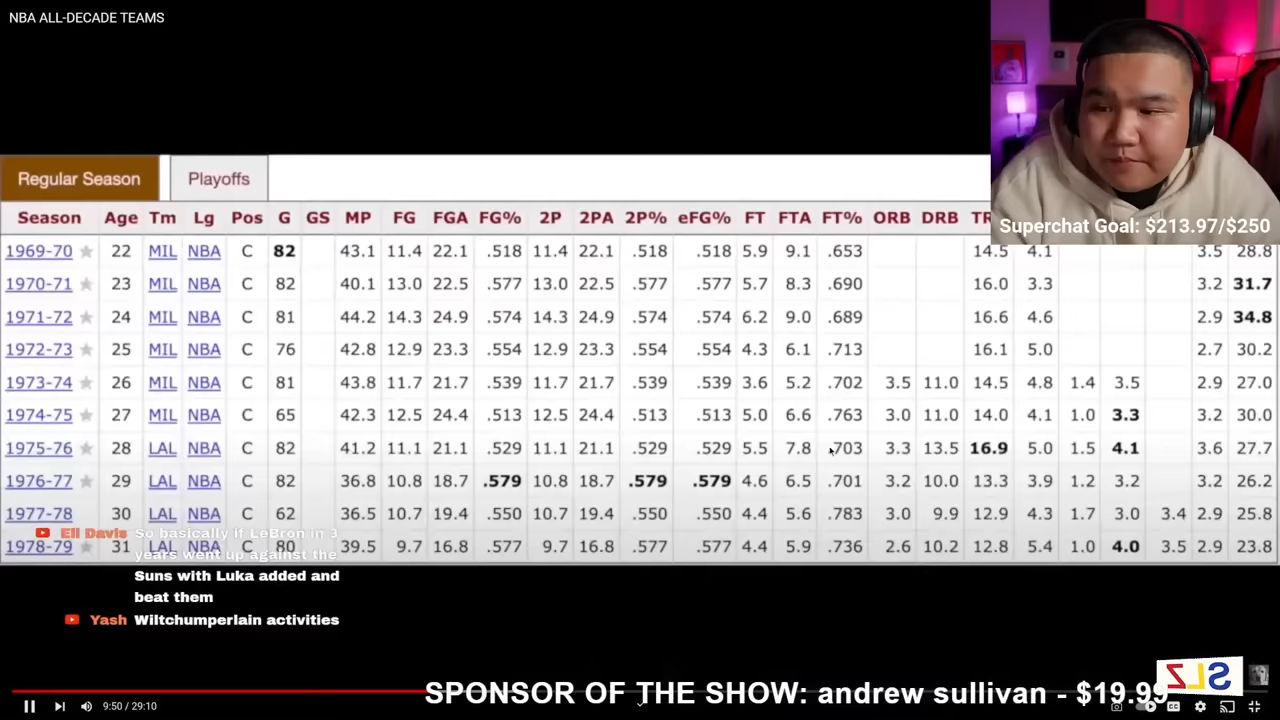 NBA ALL-DECADE TEAMS
Regular Season Playoffs
Superchat Goal: $213.97/$250
Season Age Tm Lg Pos G GS MP FG FGA FG% 2P 2PA 2P% eFG% FT FTA FT% ORB DRB
1969-70 22 MIL NBA C 82 43.1 11.4 22.1 .518 11.4 22.1 .518 .518 5.9 9.1 .653 14.5 4.1 3.5 28.8
1970-71 23 MIL NBA C 82 40.1 13.0 22.5 .577 13.0 22.5 .577 .577 5.7 8.3 .690 16.0 3.3 3.2 31.7
1971-72 24 MIL NBA C 81 44.2 14.3 24.9 .574 14.3 24.9 .574 .574 6.2 9.0 .689 16.6 4.6 2.9 34.8
1972-73 25 MIL NBA C 76 42.8 12.9 23.3 .554 12.9 23.3 .554 .554 4.3 6.1 .713 16.1 5.0 2.7 30.2
1973-74 26 MIL NBA C 81 43.8 11.7 21.7 .539 11.7 21.7 .539 .539 3.6 5.2 .702 3.5 11.0 14.5 4.8 1.4 3.5 2.9 27.0
1974-75 27 MIL NBA C 65 42.3 12.5 24.4 .513 12.5 24.4 .513 .513 5.0 6.6 .763 3.0 11.0 14.0 4.1 1.0 3.3 3.2 30.0
1975-76 28 LAL NBA C 82 41.2 11.1 21.1 .529 11.1 21.1 .529 .529 5.5 7.8 .703 3.3 13.5 16.9 5.0 1.5 4.1 3.6 27.7
1976-77 29 LAL NBA C 82 36.8 10.8 18.7 .579 10.8 18.7 .579 .579 4.6 6.5 .701 3.2 10.0 13.3 3.9 1.2 3.2 3.2 26.2
1977-78 30 LAL NBA C 62 36.5 10.7 19.4 .550 10.7 19.4 .550 .550 4.4 5.6 .783 3.0 9.9 12.9 4.3 1.7 3.0 3.4 2.9 25.8
1978-79 31 LAL NBA C 80 39.5 9.7 16.8 .577 9.7 16.8 .577 .577 4.4 5.9 .736 2.6 10.2 12.8 5.4 1.0 4.0 3.5 2.9 23.8
Eli Davis So basically if LeBron in 3
years went up against the
Suns with Luka added and
beat them
Yash Wiltchumperlain activities
SLZ
SPONSOR OF THE SHOW: andrew sullivan - $19.99
9:50 / 29:10